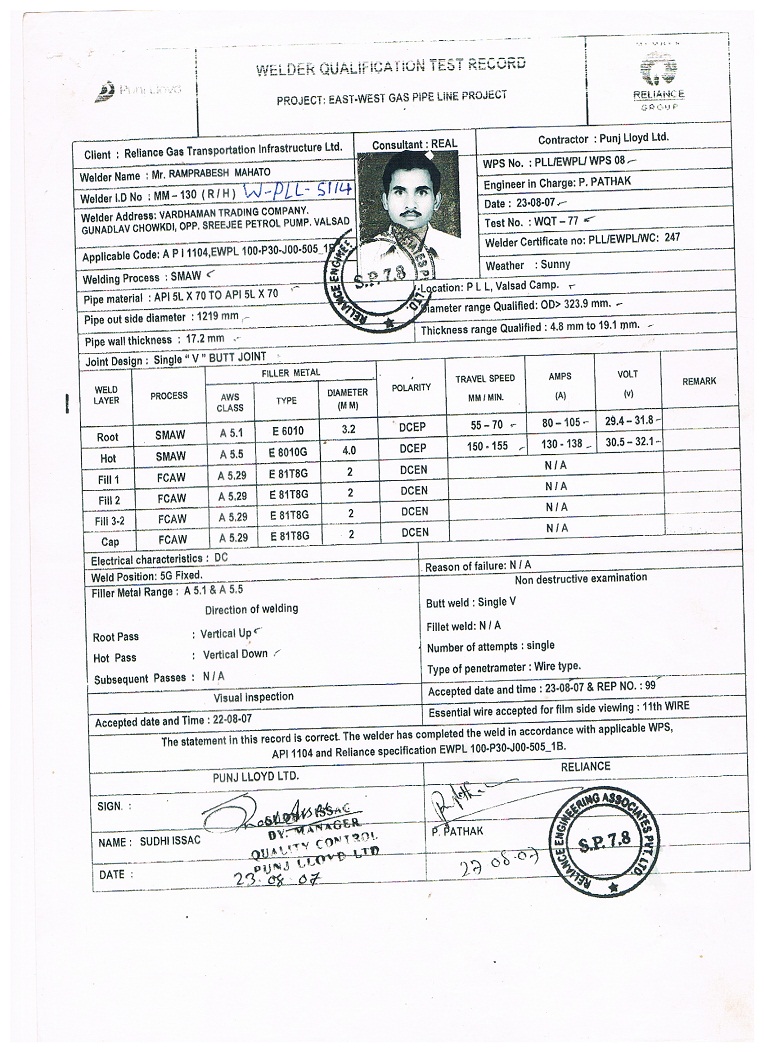 Punj Lloyd
WELDER QUALIFICATION TEST RECORD
PROJECT: EAST-WEST GAS PIPE LINE PROJECT
RELIANCE
GROUP
Client : Reliance Gas Transportation Infrastructure Ltd.
Consultant : REAL
Contractor : Punj Lloyd Ltd.
Welder Name : Mr. RAMPRABESH MAHATO
WPS No. : PLL/EWPL/ WPS 08
Welder I.D No : MM – 130 ( R / H ) W-PLL-5114
Engineer in Charge: P. PATHAK
Welder Address: VARDHAMAN TRADING COMPANY.
GUNADLAV CHOWKDI, OPP. SREEJEE PETROL PUMP. VALSAD
Date : 23-08-07
Test No. : WQT – 77
Applicable Code: A P I 1104,EWPL 100-P30-J00-505_1B
Welder Certificate no: PLL/EWPL/WC: 247
Welding Process : SMAW
Weather : Sunny
Pipe material : API 5L X 70 TO API 5L X 70
Location: P L L, Valsad Camp.
Pipe out side diameter : 1219 mm
Diameter range Qualified: OD> 323.9 mm.
Pipe wall thickness : 17.2 mm
Thickness range Qualified : 4.8 mm to 19.1 mm.
RELIANCE ENGINEERING ASSOCIATES PVT. LTD.
S.P.7.8
Joint Design : Single “ V ” BUTT JOINT
WELD LAYER PROCESS FILLER METAL POLARITY TRAVEL SPEED AMPS VOLT REMARK
AWS CLASS TYPE DIAMETER (M M) MM / MIN. (A) (v)
Root SMAW A 5.1 E 6010 3.2 DCEP 55 – 70 80 – 105 29.4 – 31.8
Hot SMAW A 5.5 E 8010G 4.0 DCEP 150 - 155 130 - 138 30.5 – 32.1
Fill 1 FCAW A 5.29 E 81T8G 2 DCEN N / A
Fill 2 FCAW A 5.29 E 81T8G 2 DCEN N / A
Fill 3-2 FCAW A 5.29 E 81T8G 2 DCEN N / A
Cap FCAW A 5.29 E 81T8G 2 DCEN N / A
Electrical characteristics : DC
Reason of failure: N / A
Weld Position: 5G Fixed.
Non destructive examination
Filler Metal Range : A 5.1 & A 5.5
Butt weld : Single V
Direction of welding
Fillet weld: N / A
Root Pass : Vertical Up
Number of attempts : single
Hot Pass : Vertical Down
Type of penetrameter : Wire type.
Subsequent Passes : N / A
Accepted date and time : 23-08-07 & REP NO. : 99
Visual inspection
Essential wire accepted for film side viewing : 11th WIRE
Accepted date and Time : 22-08-07
The statement in this record is correct. The welder has completed the weld in accordance with applicable WPS,
API 1104 and Reliance specification EWPL 100-P30-J00-505_1B.
PUNJ LLOYD LTD.
RELIANCE
SIGN. :
SUDHI ISSAC
DY. MANAGER
QUALITY CONTROL
PUNJ LLOYD LTD
NAME : SUDHI ISSAC
P. PATHAK
DATE :
23.08.07
27 08.07
RELIANCE ENGINEERING ASSOCIATES PVT. LTD.
S.P.7.8